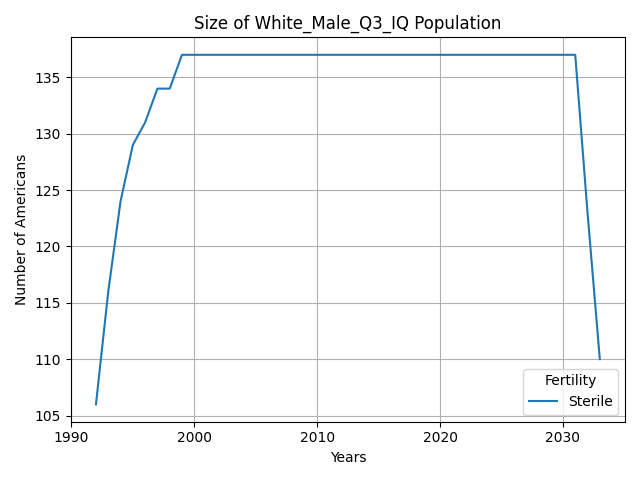 Size of White_Male_Q3_IQ Population
Number of Americans
135
130
125
120
115
110
105
1990
2000
2010
2020
2030
Years
Fertility
Sterile